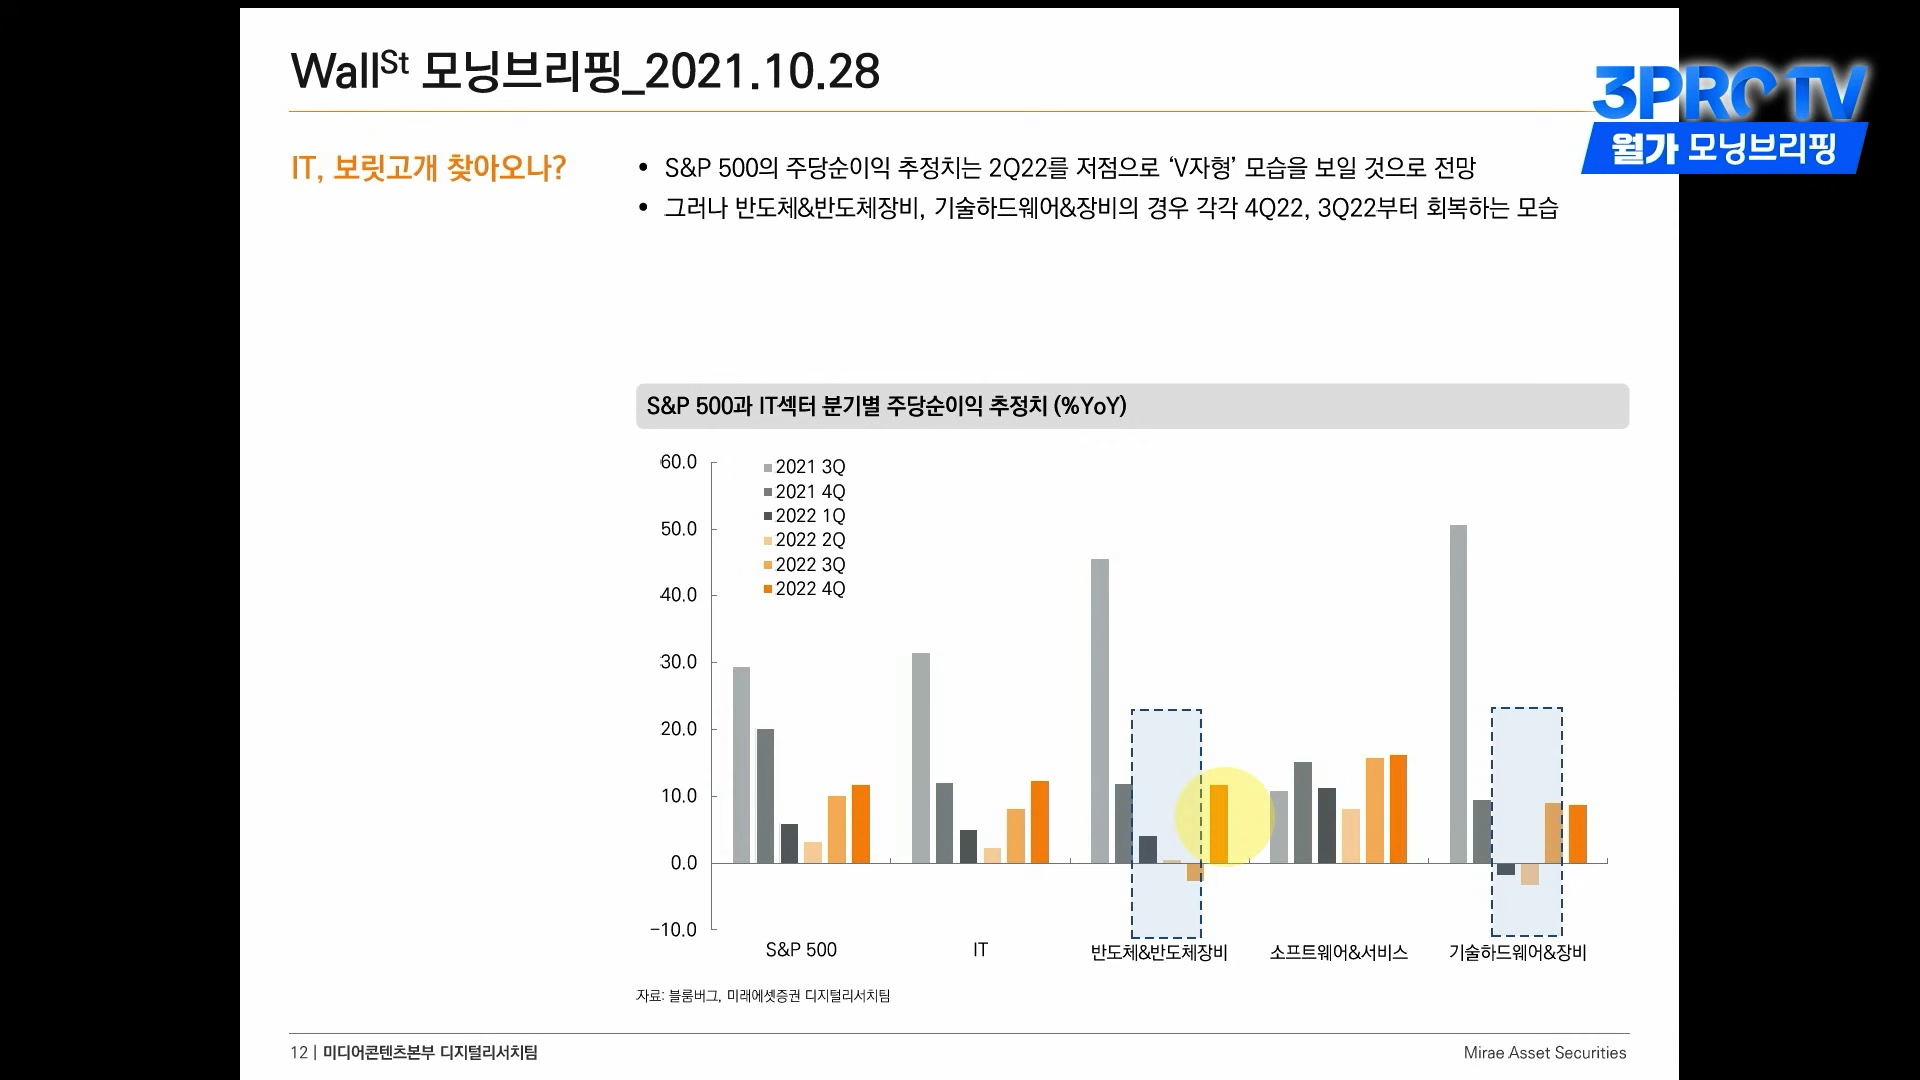 WallSt 모닝브리핑_2021.10.28
3PROTV
월가 모닝브리핑
IT, 보릿고개 찾아오나?
• S&P 500의 주당순이익 추정치는 2Q22를 저점으로 ‘V자형’ 모습을 보일 것으로 전망
• 그러나 반도체&반도체장비, 기술하드웨어&장비의 경우 각각 4Q22, 3Q22부터 회복하는 모습
S&P 500과 IT섹터 분기별 주당순이익 추정치 (%YoY)
60.0
50.0
40.0
30.0
20.0
10.0
0.0
-10.0
2021 3Q
2021 4Q
2022 1Q
2022 2Q
2022 3Q
2022 4Q
S&P 500
IT
반도체&반도체장비
소프트웨어&서비스
기술하드웨어&장비
자료: 블룸버그, 미래에셋증권 디지털리서치팀
12 | 미디어콘텐츠본부 디지털리서치팀
Mirae Asset Securities